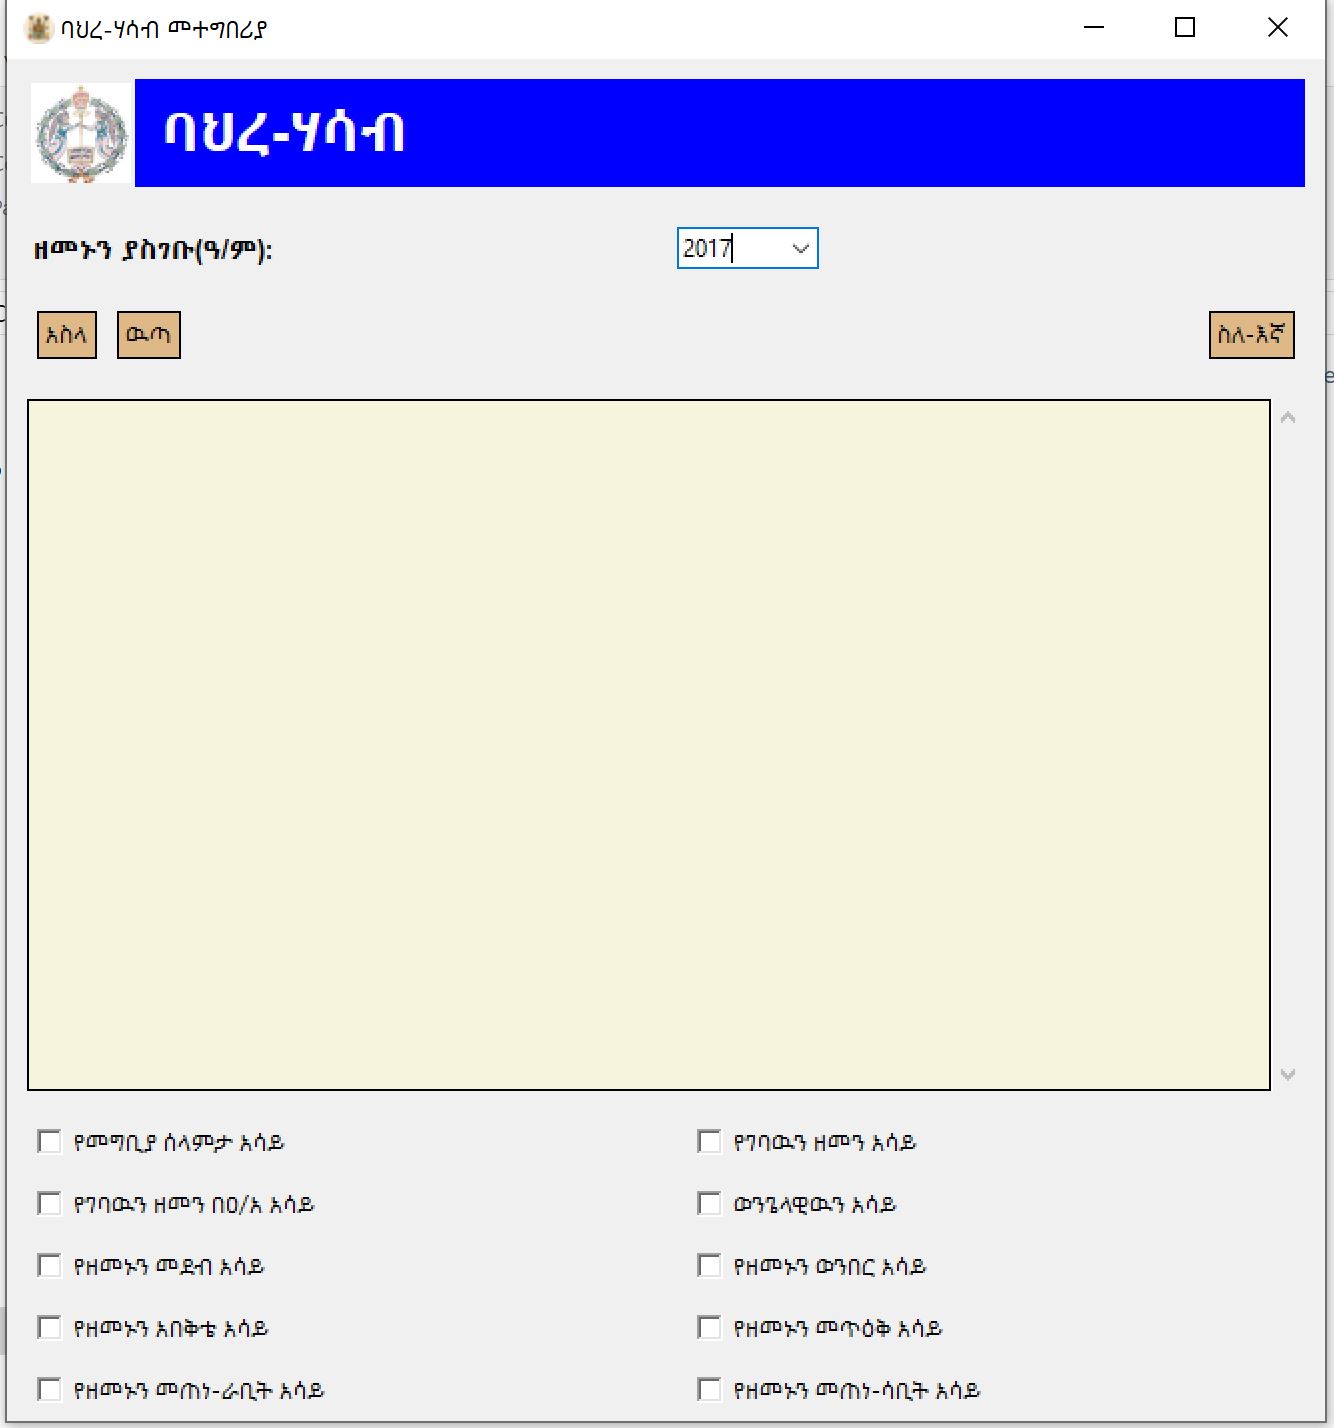 ባህረ-ሃሳብ መተግበሪያ
ባህረ-ሃሳብ
ዘመኑን ያስገቡ(ዓ/ም): 2017
አስላ ዉጣ ስለ-እኛ
የመግቢያ ሰላምታ አሳይ የገባዉን ዘመን አሳይ
የገባዉን ዘመን በዐ/አ አሳይ ወንጌላዊዉን አሳይ
የዘመኑን መደብ አሳይ የዘመኑን ወንበር አሳይ
የዘመኑን አበቅቴ አሳይ የዘመኑን መጥዕቅ አሳይ
የዘመኑን መጠነ-ራቢት አሳይ የዘመኑን መጠነ-ሳቢት አሳይ